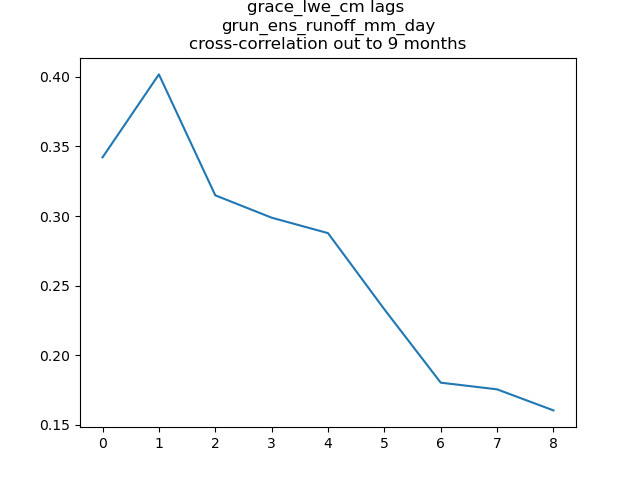 grace_lwe_cm lags
grun_ens_runoff_mm_day
cross-correlation out to 9 months
0.40
0.35
0.30
0.25
0.20
0.15
0 1 2 3 4 5 6 7 8